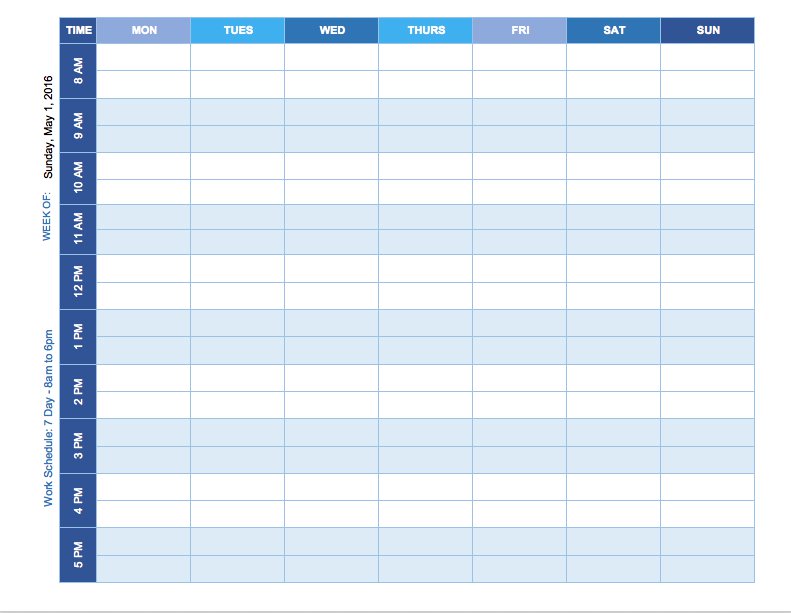 TIME MON TUES WED THURS FRI SAT SUN
8 AM
9 AM
10 AM
11 AM
12 PM
1 PM
2 PM
3 PM
4 PM
5 PM
WEEK OF: Sunday, May 1, 2016
Work Schedule: 7 Day - 8am to 6pm